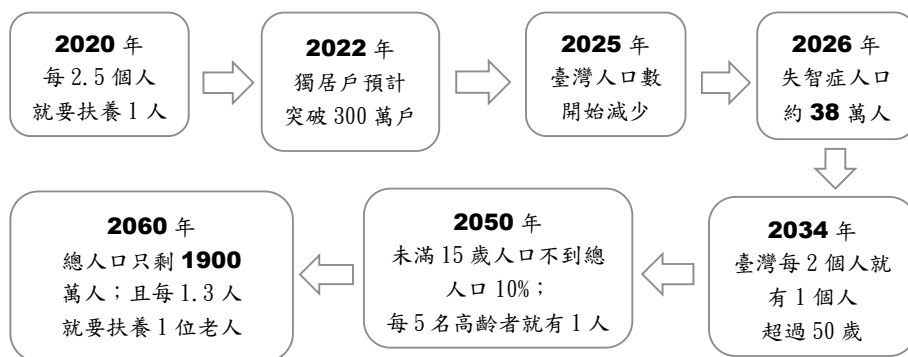 2020 年
每 2.5 個人
就要扶養 1 人
2022 年
獨居戶預計
突破 300 萬戶
2025 年
臺灣人口數
開始減少
2026 年
失智症人口
約 38 萬人
2034 年
臺灣每 2 個人就
有 1 個人
超過 50 歲
2050 年
未滿 15 歲人口不到總
人口 10%；
每 5 名高齡者就有 1 人
2060 年
總人口只剩 1900
萬人；且每 1.3 人
就要扶養 1 位老人